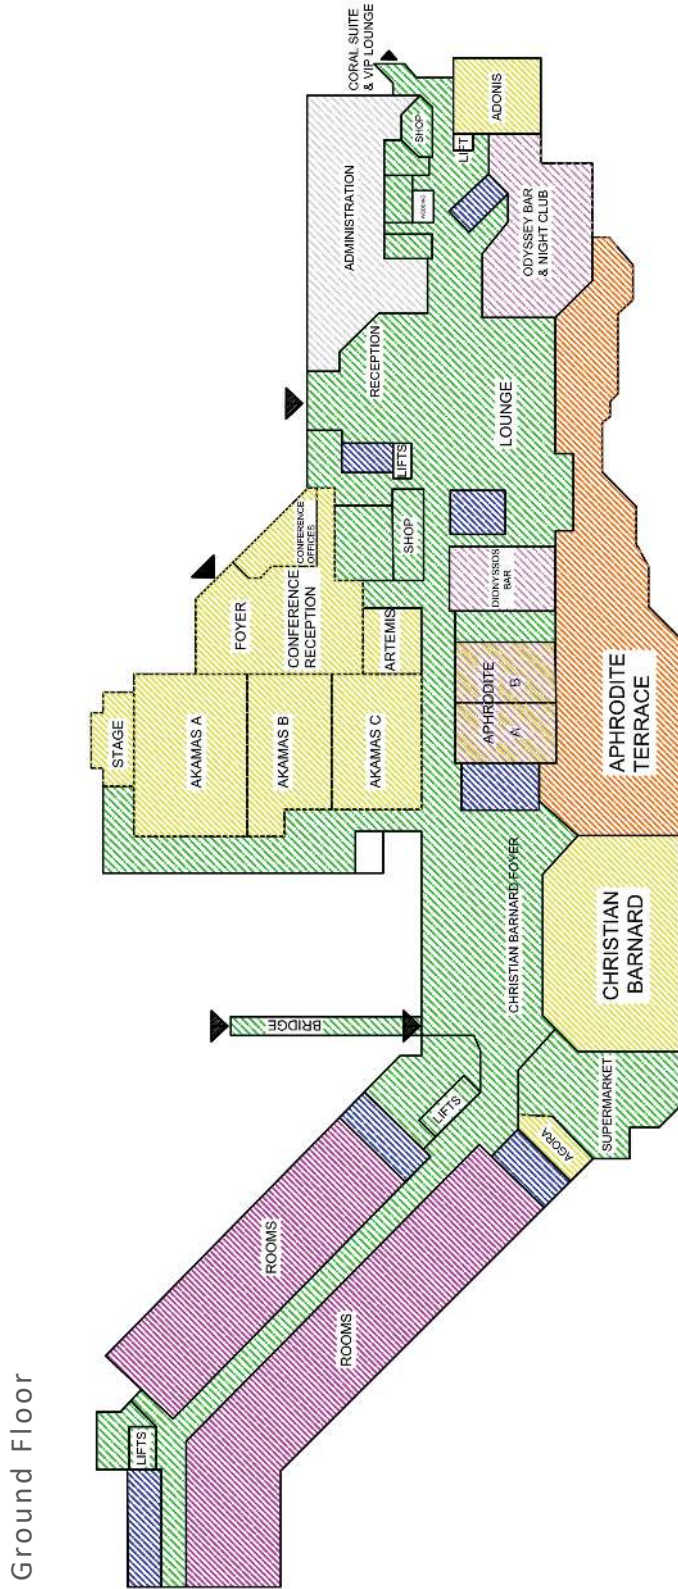 Ground Floor
LIFTS
ROOMS
ROOMS
LIFTS
AGORA
SUPERMARKET
BRIDGE
CHRISTIAN BARNARD FOYER
CHRISTIAN
BARNARD
STAGE
AKAMAS A
AKAMAS B
AKAMAS C
FOYER
CONFERENCE
RECEPTION
CONFERENCE
OFFICES
ARTEMIS
APHRODITE
A
B
APHRODITE
TERRACE
DIONYSSOS
BAR
SHOP
LIFTS
LOUNGE
RECEPTION
ADMINISTRATION
ODYSSEY BAR
& NIGHT CLUB
SHOP
LIFT
ADONIS
CORAL SUITE
& VIP LOUNGE